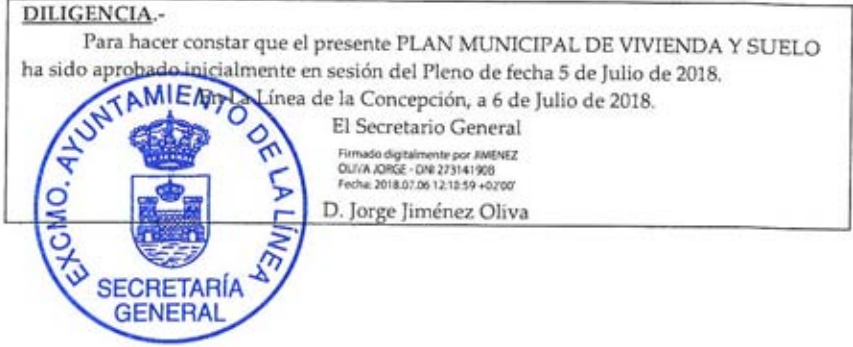 DILIGENCIA.-
Para hacer constar que el presente PLAN MUNICIPAL DE VIVIENDA Y SUELO
ha sido aprobado inicialmente en sesión del Pleno de fecha 5 de Julio de 2018.
En La Línea de la Concepción, a 6 de Julio de 2018.
El Secretario General
Firmado digitalmente por JIMENEZ
OLIVA JORGE - DNI 27314190B
Fecha: 2018.07.06 12:18:59 +02'00'
D. Jorge Jiménez Oliva
EXCMO. AYUNTAMIENTO DE LA LÍNEA
SECRETARÍA
GENERAL